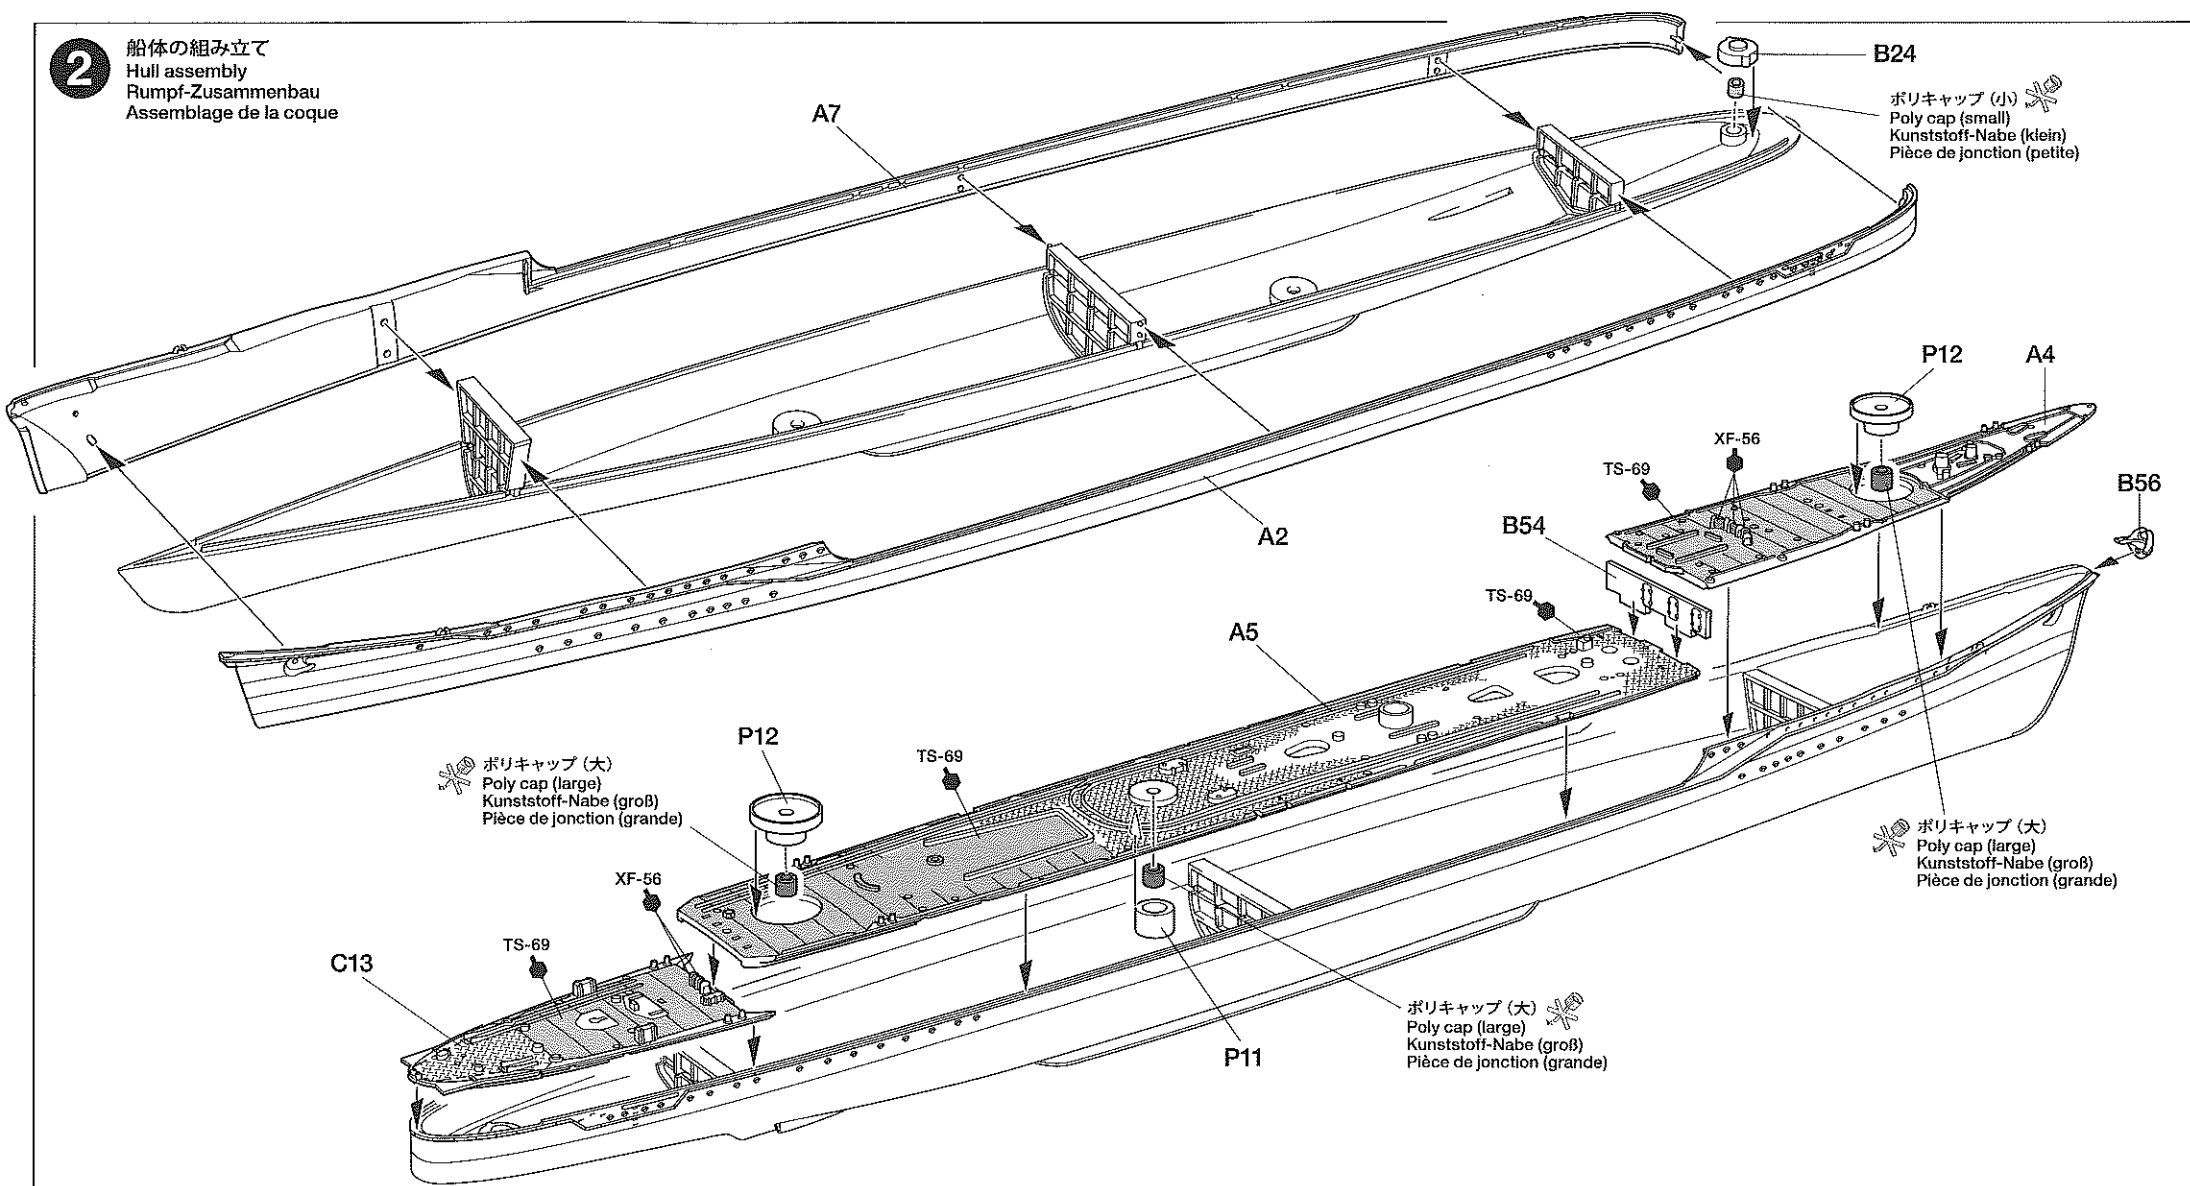 2
船体の組み立て
Hull assembly
Rumpf-Zusammenbau
Assemblage de la coque
A7
B24
ポリキャップ（小）
Poly cap (small)
Kunststoff-Nabe (klein)
Pièce de jonction (petite)
P12
A4
XF-56
TS-69
B56
B54
A2
TS-69
A5
P12
ポリキャップ（大）
Poly cap (large)
Kunststoff-Nabe (groß)
Pièce de jonction (grande)
TS-69
XF-56
ポリキャップ（大）
Poly cap (large)
Kunststoff-Nabe (groß)
Pièce de jonction (grande)
TS-69
C13
ポリキャップ（大）
Poly cap (large)
Kunststoff-Nabe (groß)
Pièce de jonction (grande)
P11